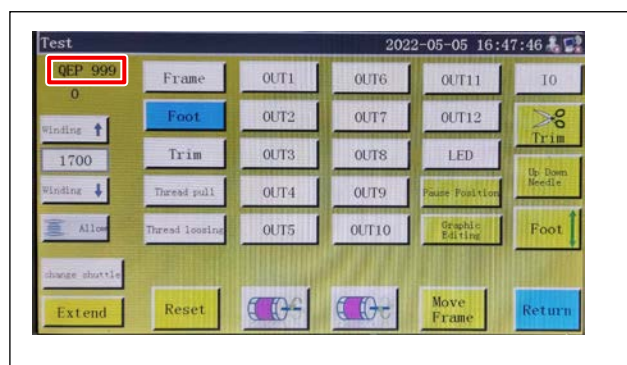 Test 2022-05-05 16:47:46
QEP 999 Frame OUT1 OUT6 OUT11 IO
0
Foot OUT2 OUT7 OUT12 Trim
Winding
1700 Trim OUT3 OUT8 LED Up Down Needle
Winding Thread pull OUT4 OUT9 Pause Position
Allow Thread loosing OUT5 OUT10 Graphic Editing Foot
change shuttle
Extend Reset Move Frame Return